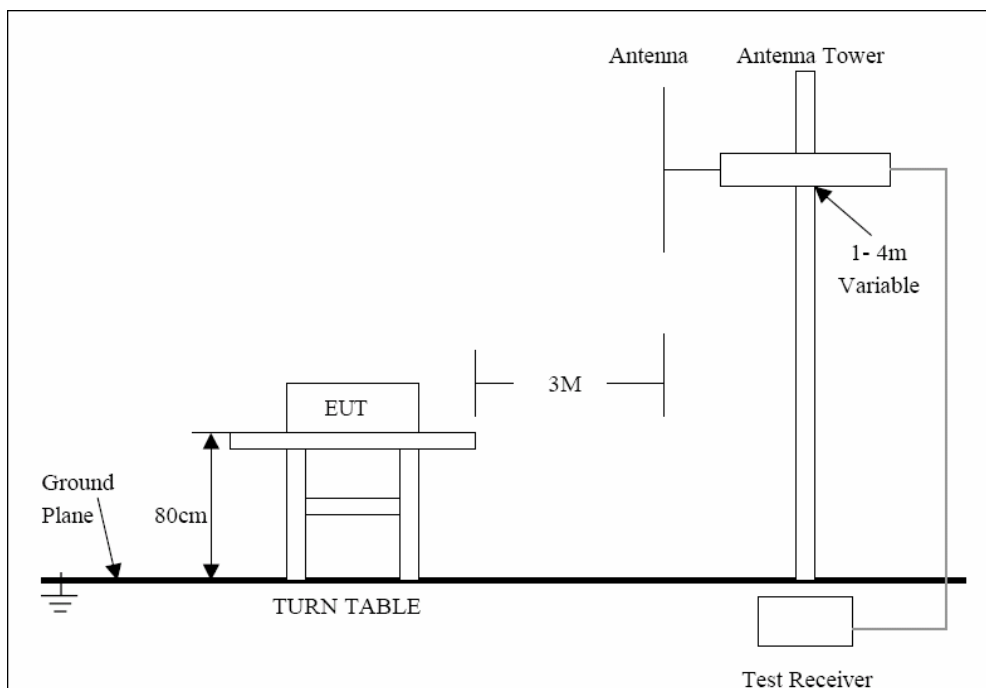 Antenna
Antenna Tower
1- 4m
Variable
3M
EUT
Ground
Plane
80cm
TURN TABLE
Test Receiver